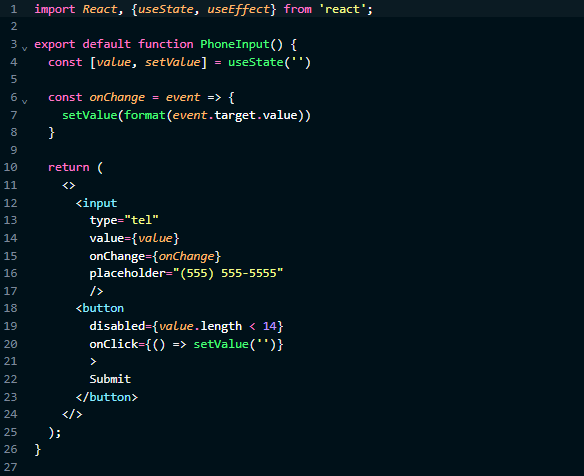 1 import React, {useState, useEffect} from 'react';
2
3 export default function PhoneInput() {
4 const [value, setValue] = useState('')
5
6 const onChange = event => {
7 setValue(format(event.target.value))
8 }
9
10 return (
11 <>
12 <input
13 type="tel"
14 value={value}
15 onChange={onChange}
16 placeholder="(555) 555-5555"
17 />
18 <button
19 disabled={value.length < 14}
20 onClick={() => setValue('')}
21 >
22 Submit
23 </button>
24 </>
25 );
26 }
27